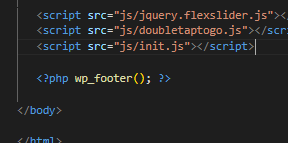 <script src="js/jquery.flexslider.js"></
<script src="js/doubletaptogo.js"></scr
<script src="js/init.js"></script>
<?php wp_footer(); ?>
</body>
</html>